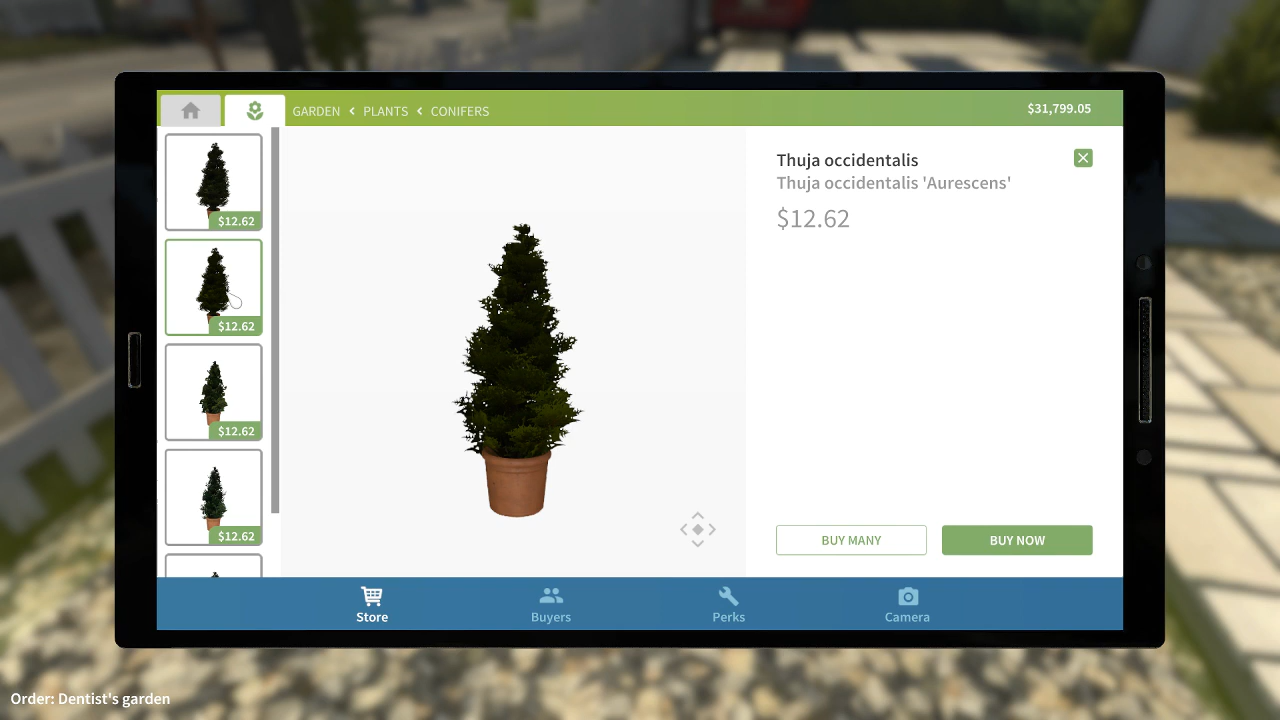 GARDEN < PLANTS < CONIFERS
$31,799.05
$12.62
$12.62
$12.62
$12.62
Thuja occidentalis
Thuja occidentalis 'Aurescens'
$12.62
BUY MANY
BUY NOW
Store
Buyers
Perks
Camera
Order: Dentist's garden